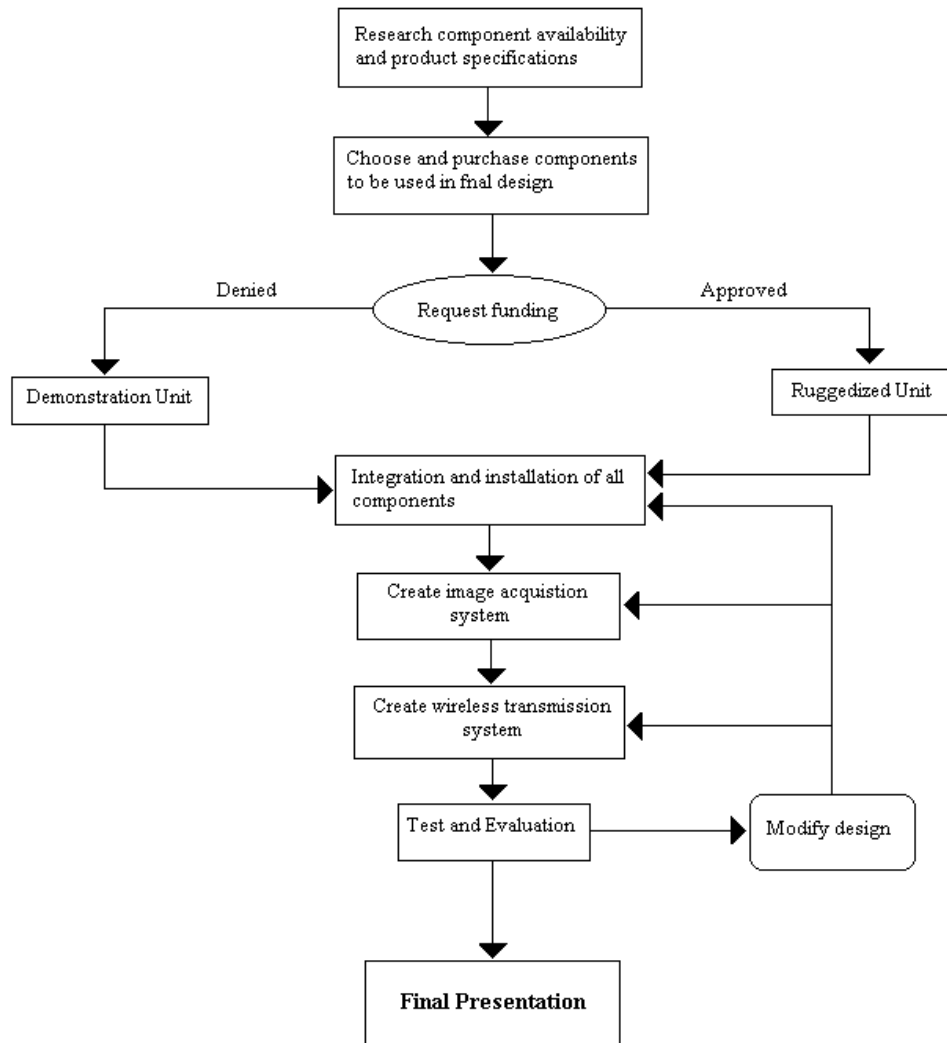 Research component availability
and product specifications
Choose and purchase components
to be used in fnal design
Denied
Request funding
Approved
Demonstration Unit
Ruggedized Unit
Integration and installation of all
components
Create image acquistion
system
Create wireless transmission
system
Test and Evaluation
Modify design
Final Presentation